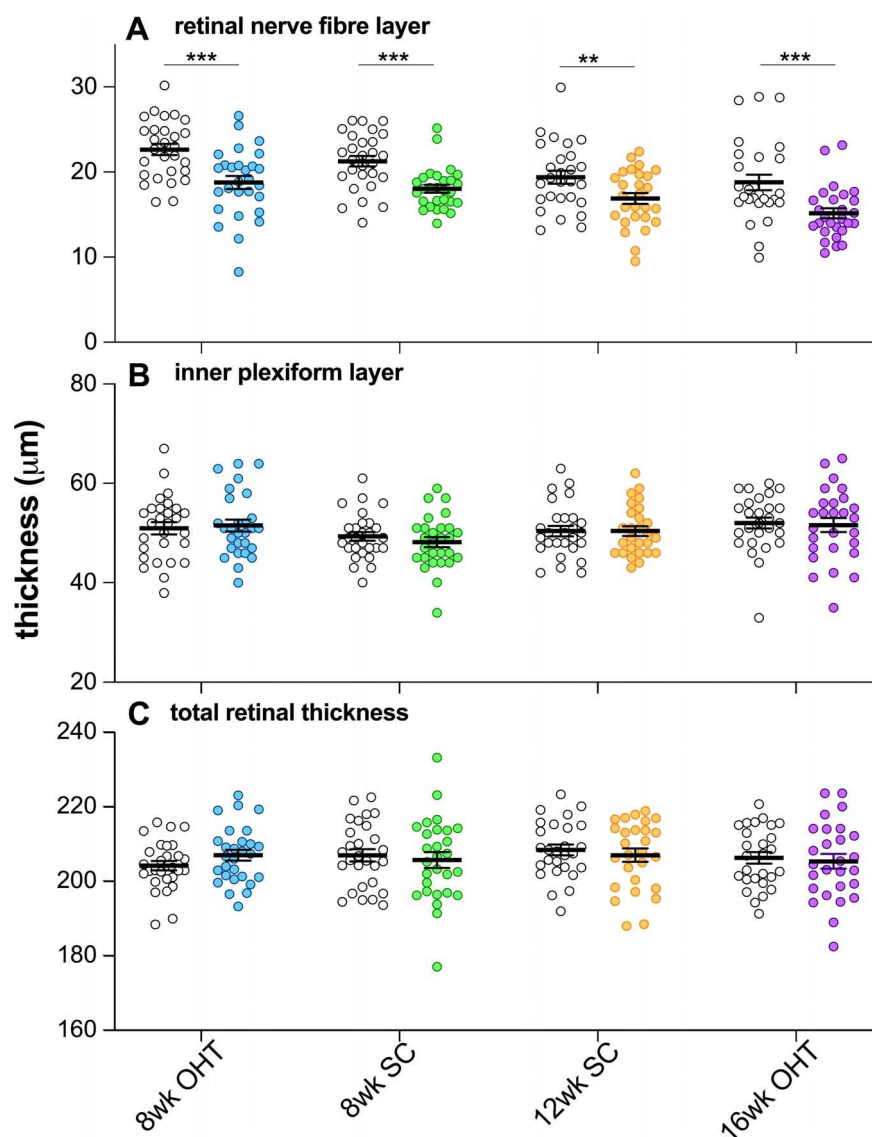 A retinal nerve fibre layer
*** *** ** ***
30
20
10
0
B inner plexiform layer
80
60
40
20
C total retinal thickness
240
220
200
180
160
thickness (μm)
8wk OHT
8wk SC
12wk SC
16wk OHT